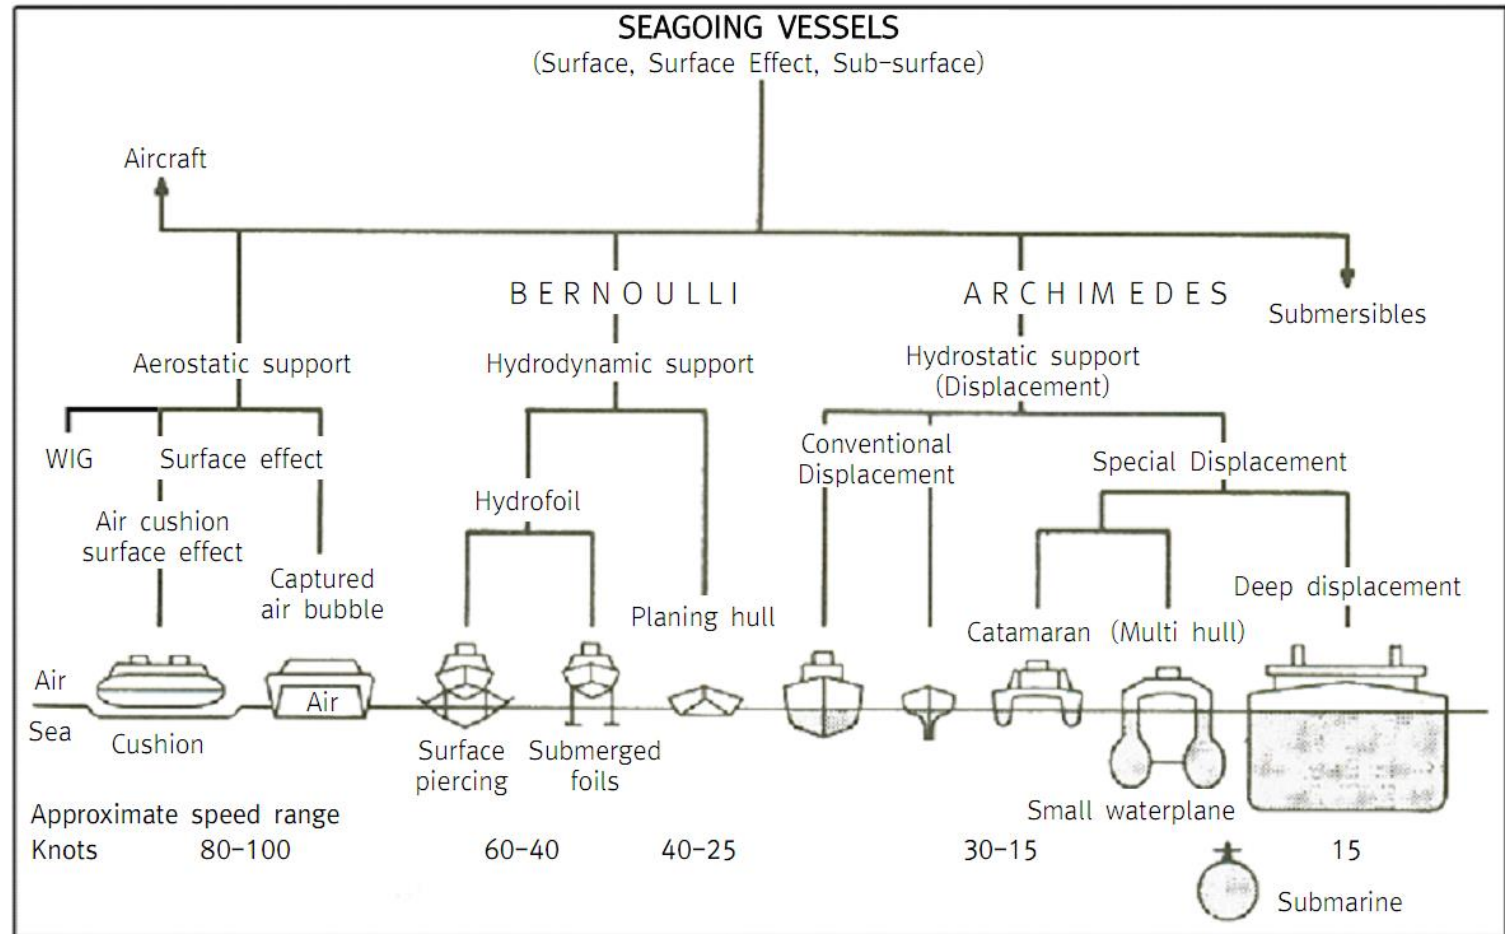 SEAGOING VESSELS
(Surface, Surface Effect, Sub-surface)
Aircraft
BERNOULLI
ARCHIMEDES
Submersibles
Aerostatic support
Hydrodynamic support
Hydrostatic support
(Displacement)
WIG
Surface effect
Conventional
Displacement
Special Displacement
Hydrofoil
Air cushion
surface effect
Captured
air bubble
Planing hull
Deep displacement
Catamaran
(Multi hull)
Air
Sea
Air
Cushion
Surface
piercing
Submerged
foils
Small waterplane
Approximate speed range
Knots 80-100 60-40 40-25 30-15 15
Submarine